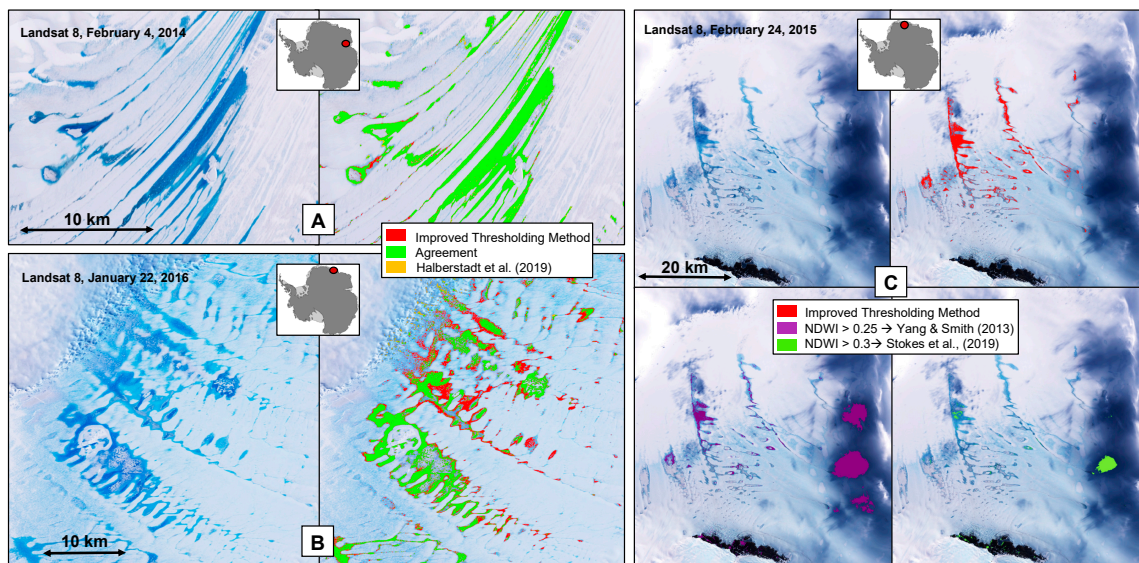 Landsat 8, February 4, 2014
10 km
A
Improved Thresholding Method
Agreement
Halberstadt et al. (2019)
Landsat 8, January 22, 2016
10 km
B
Landsat 8, February 24, 2015
20 km
C
Improved Thresholding Method
NDWI > 0.25→ Yang & Smith (2013)
NDWI > 0.3→ Stokes et al., (2019)